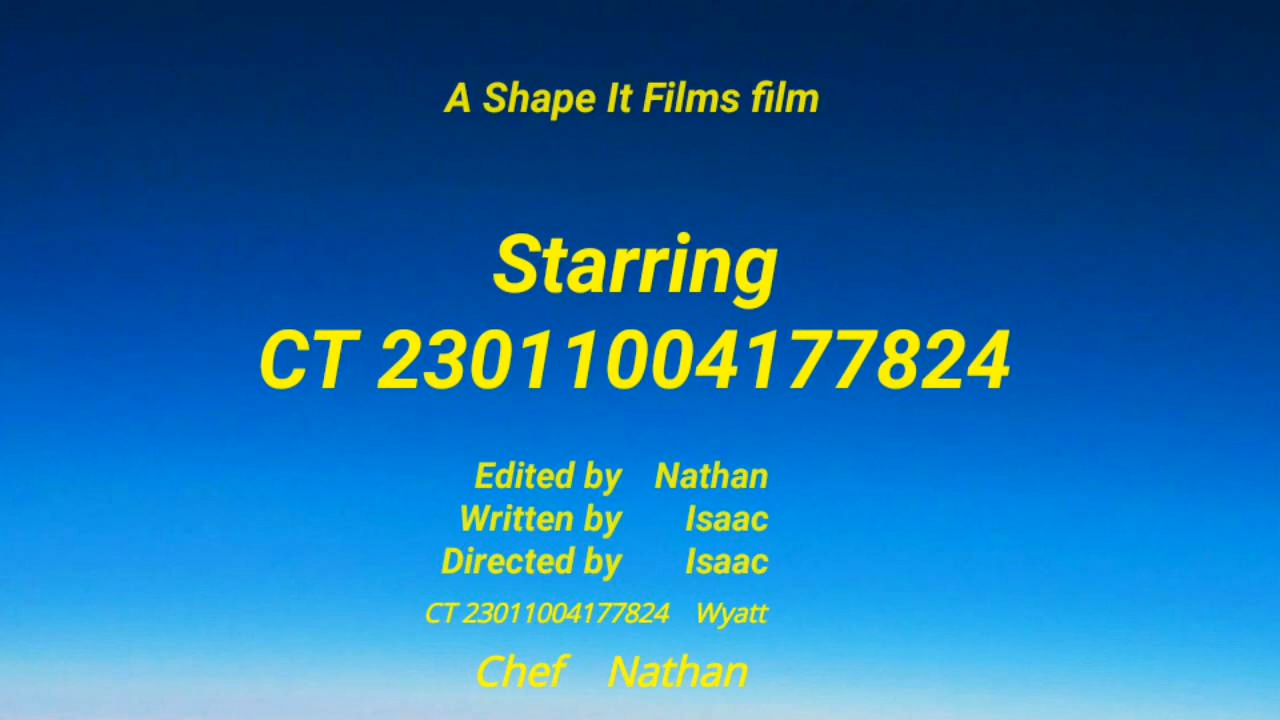 A Shape It Films film
Starring
CT 23011004177824
Edited by Nathan
Written by Isaac
Directed by Isaac
CT 23011004177824 Wyatt
Chef Nathan